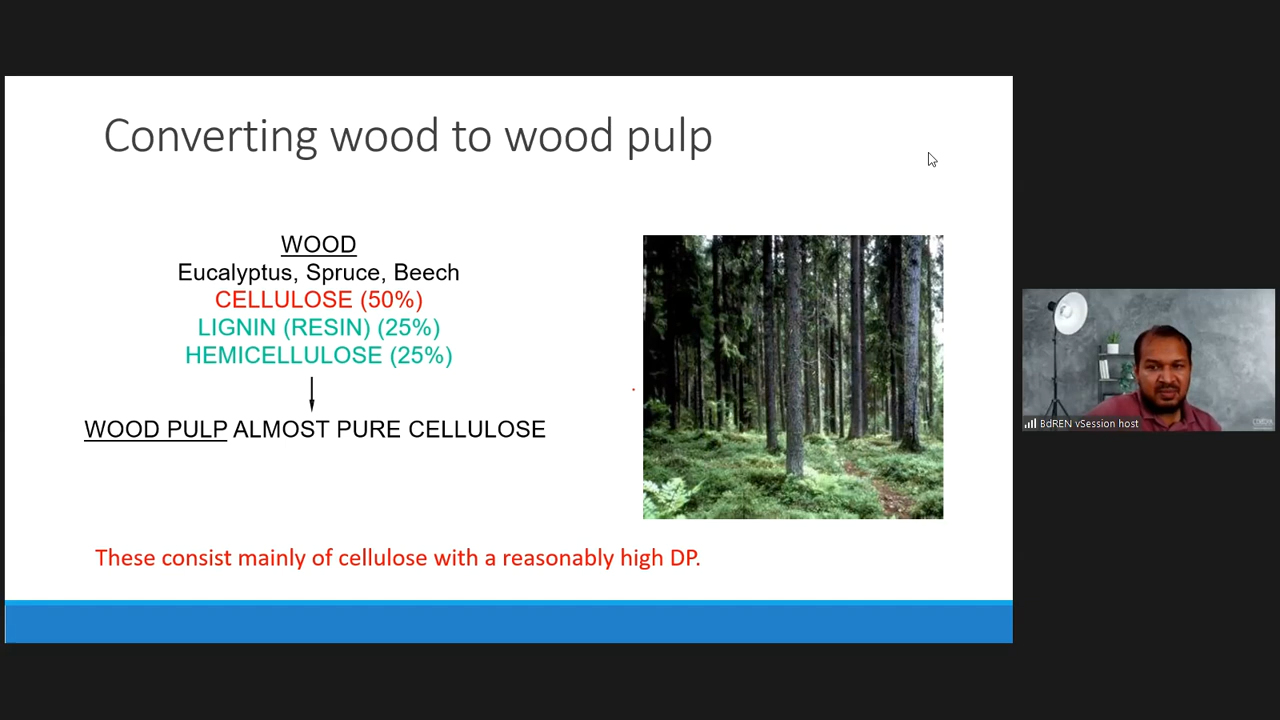 Converting wood to wood pulp
WOOD
Eucalyptus, Spruce, Beech
CELLULOSE (50%)
LIGNIN (RESIN) (25%)
HEMICELLULOSE (25%)
WOOD PULP ALMOST PURE CELLULOSE
These consist mainly of cellulose with a reasonably high DP.
BdREN vSession host